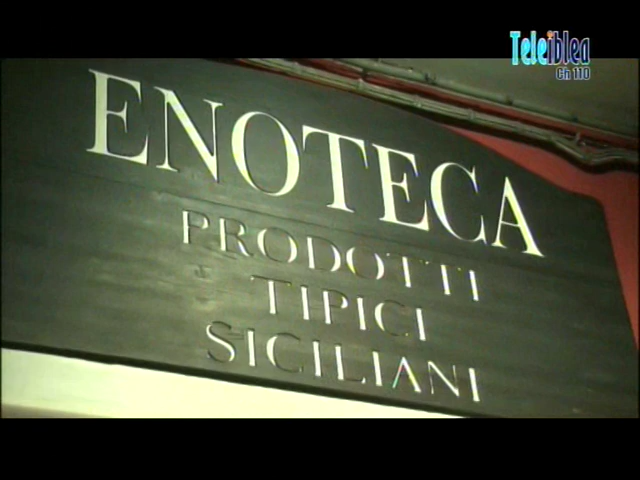 Teleiblea
Ch 110
ENOTECA
PRODOTTI
TIPICI
SICILIANI